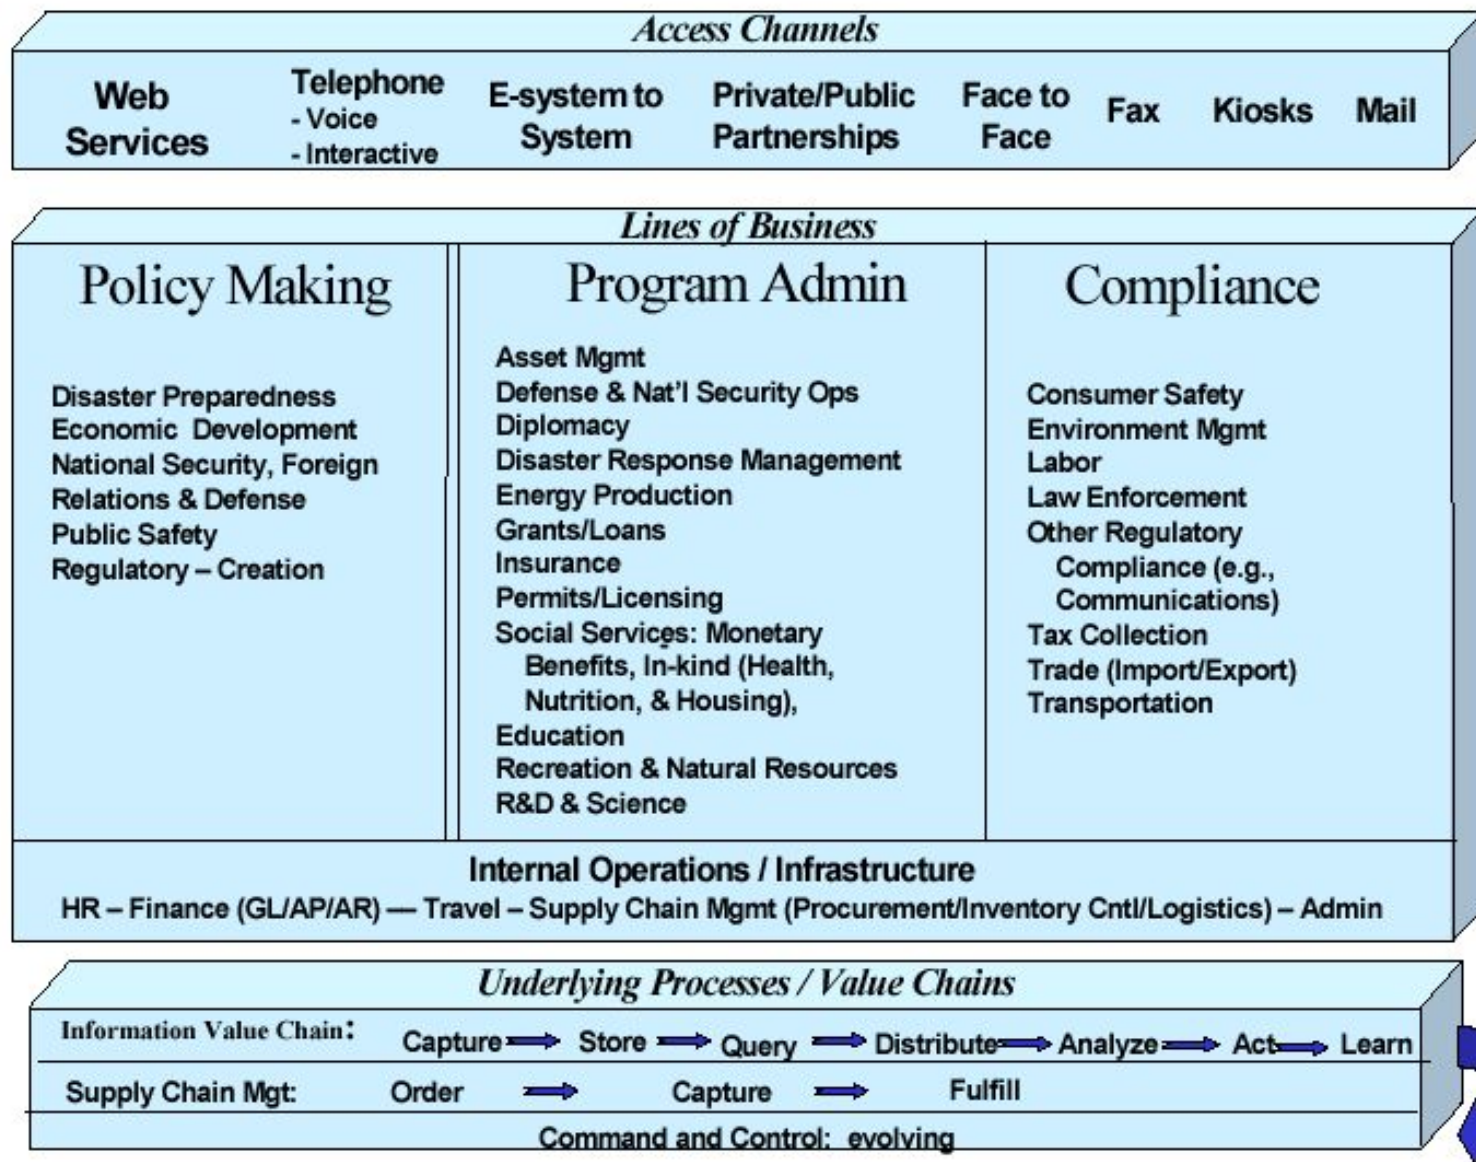 Access Channels
Web
Services
Telephone
- Voice
- Interactive
E-system to
System
Private/Public
Partnerships
Face to
Face
Fax
Kiosks
Mail
Lines of Business
Policy Making
Disaster Preparedness
Economic Development
National Security, Foreign
Relations & Defense
Public Safety
Regulatory – Creation
Program Admin
Asset Mgmt
Defense & Nat'l Security Ops
Diplomacy
Disaster Response Management
Energy Production
Grants/Loans
Insurance
Permits/Licensing
Social Services: Monetary
Benefits, In-kind (Health,
Nutrition, & Housing),
Education
Recreation & Natural Resources
R&D & Science
Compliance
Consumer Safety
Environment Mgmt
Labor
Law Enforcement
Other Regulatory
Compliance (e.g.,
Communications)
Tax Collection
Trade (Import/Export)
Transportation
Internal Operations / Infrastructure
HR – Finance (GL/AP/AR) — Travel – Supply Chain Mgmt (Procurement/Inventory Cntl/Logistics) – Admin
Underlying Processes / Value Chains
Information Value Chain: Capture Store Query Distribute Analyze Act Learn
Supply Chain Mgt: Order Capture Fulfill
Command and Control: evolving